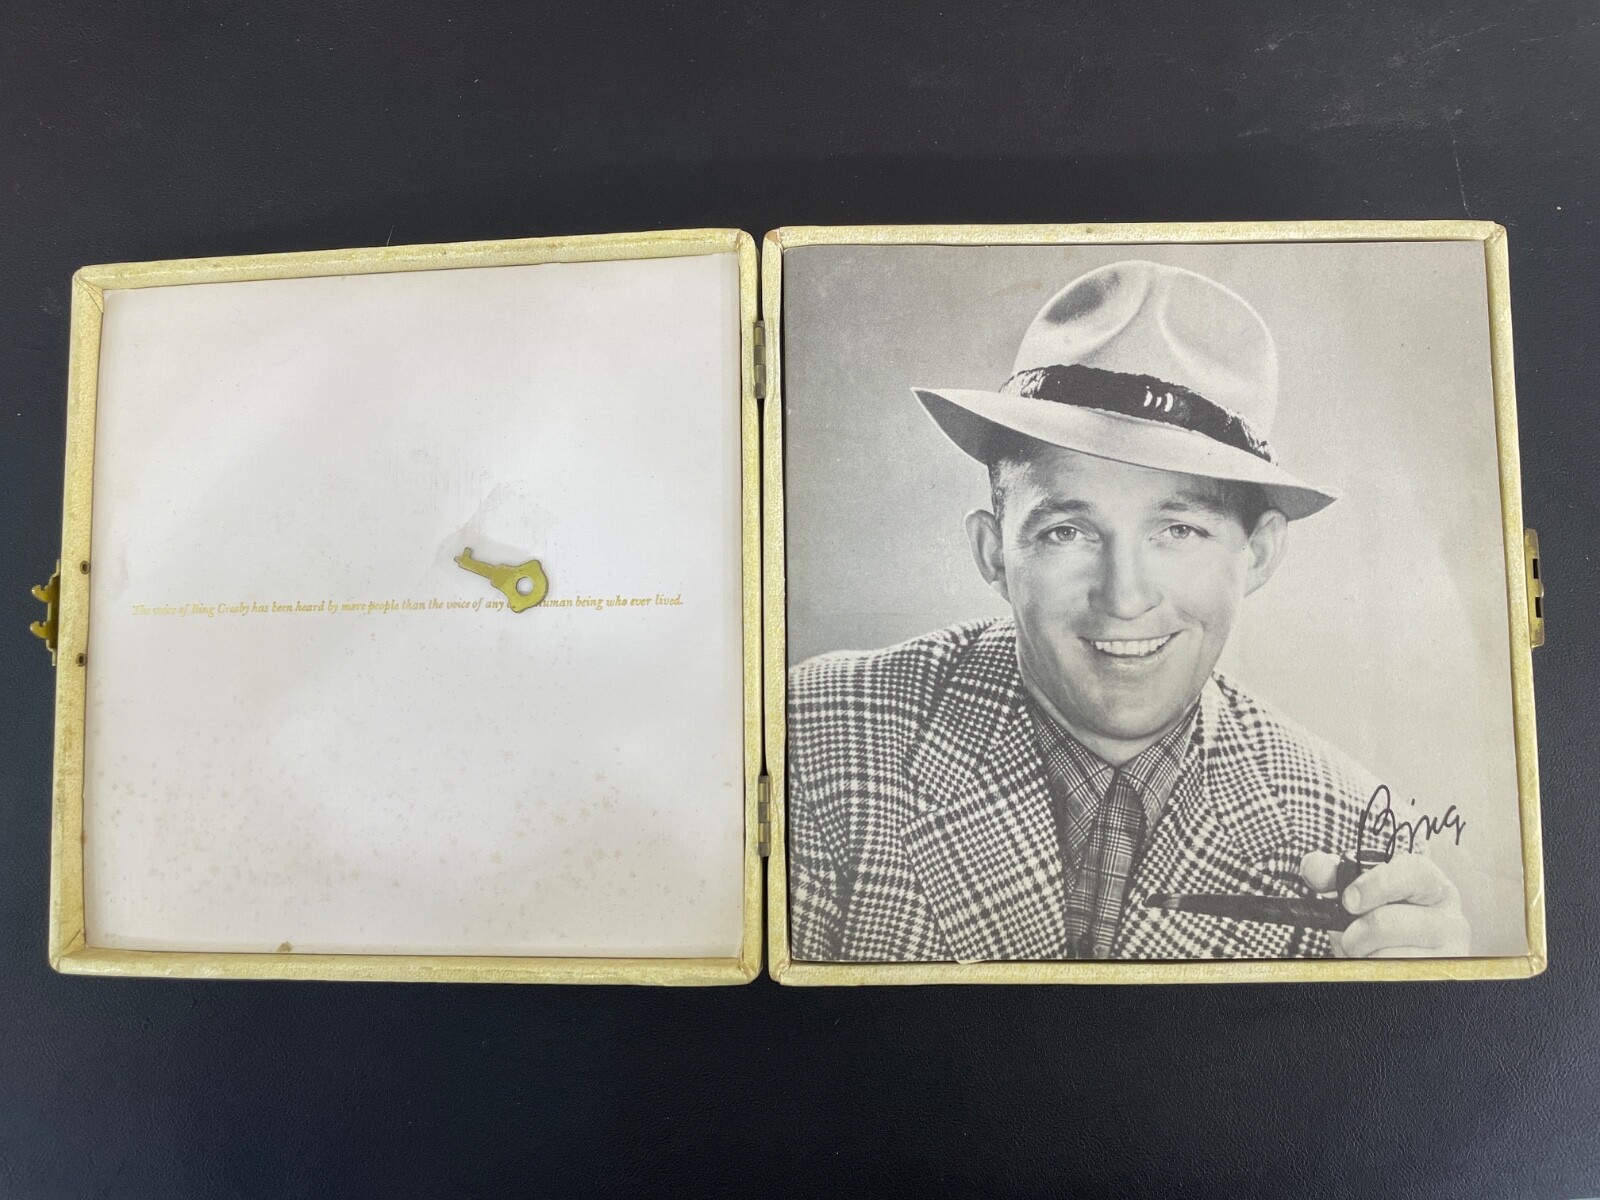 The voice of Bing Crosby has been heard by more people than the voice of any human being who ever lived.
Bing